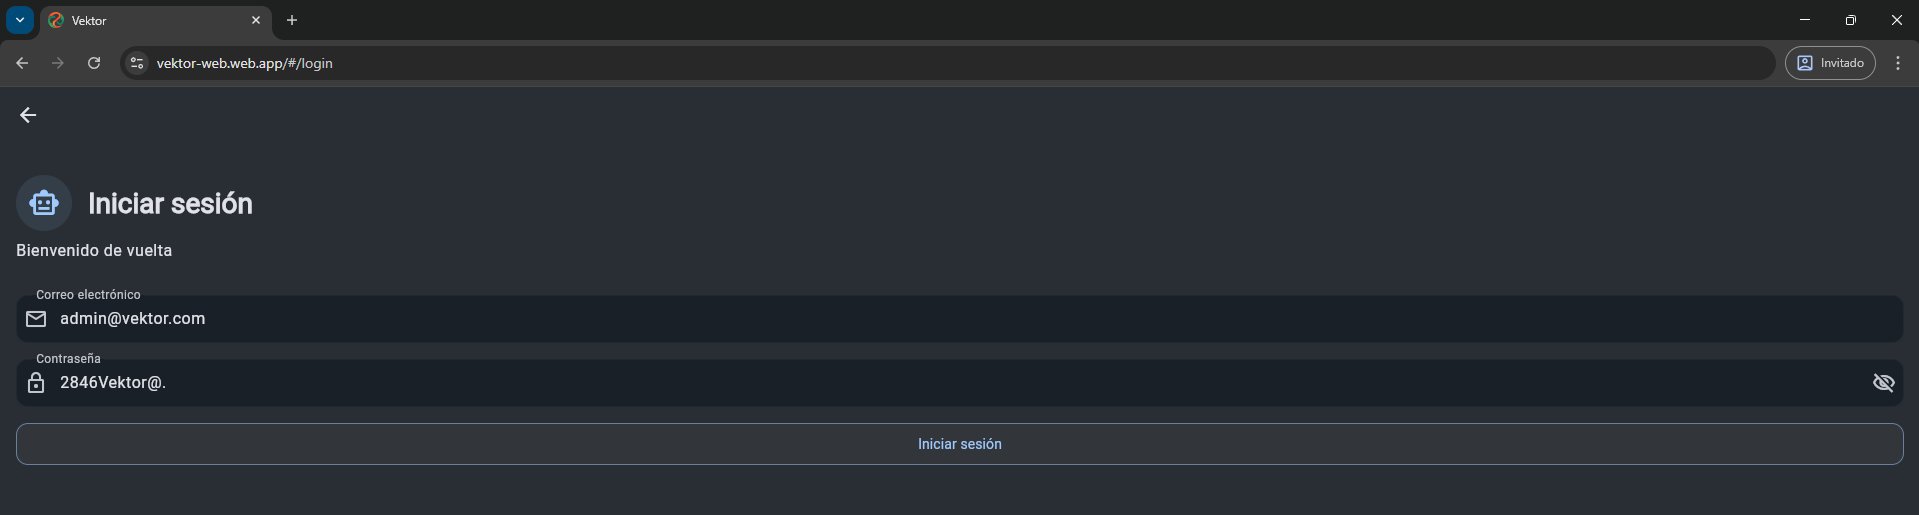 Vektor
vektor-web.web.app/#/login
Invitado
Iniciar sesión
Bienvenido de vuelta
Correo electrónico
admin@vektor.com
Contraseña
2846Vektor@.
Iniciar sesión